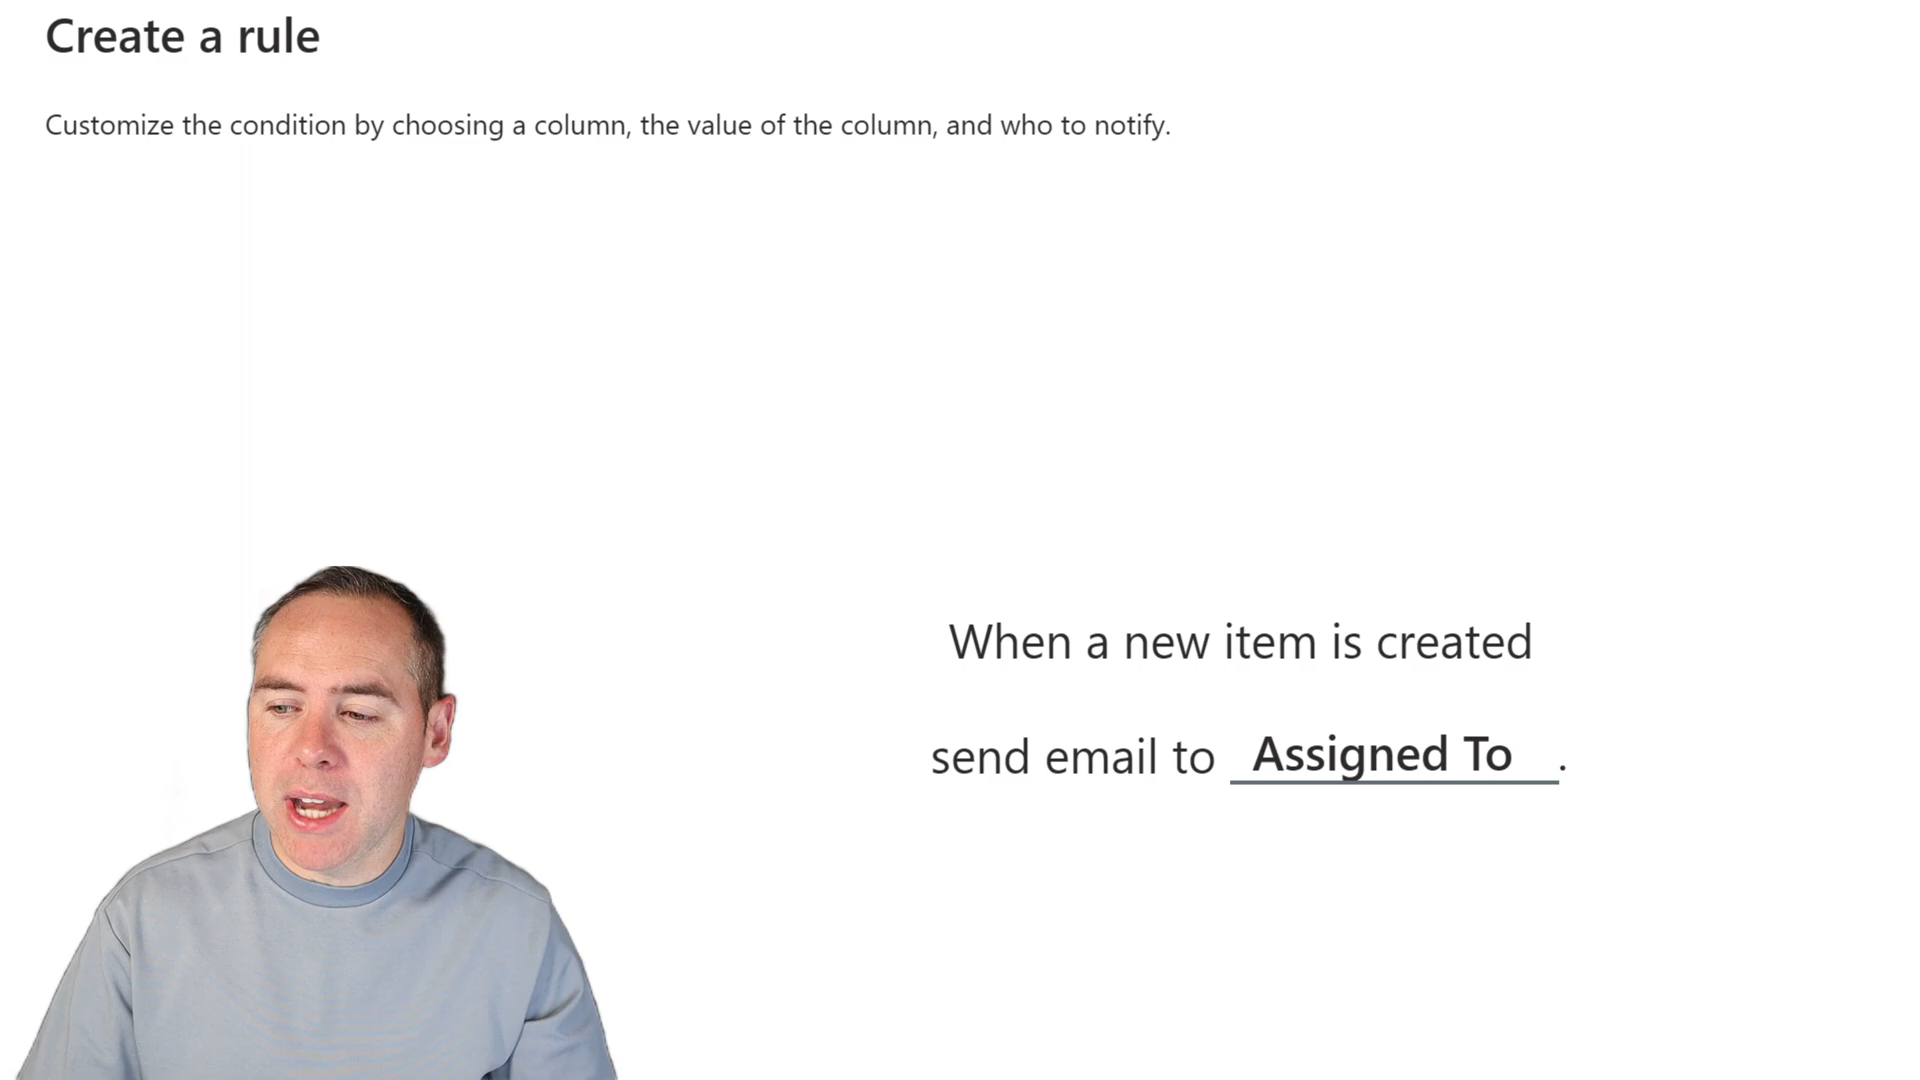 Create a rule
Customize the condition by choosing a column, the value of the column, and who to notify.
When a new item is created
send email to Assigned To .